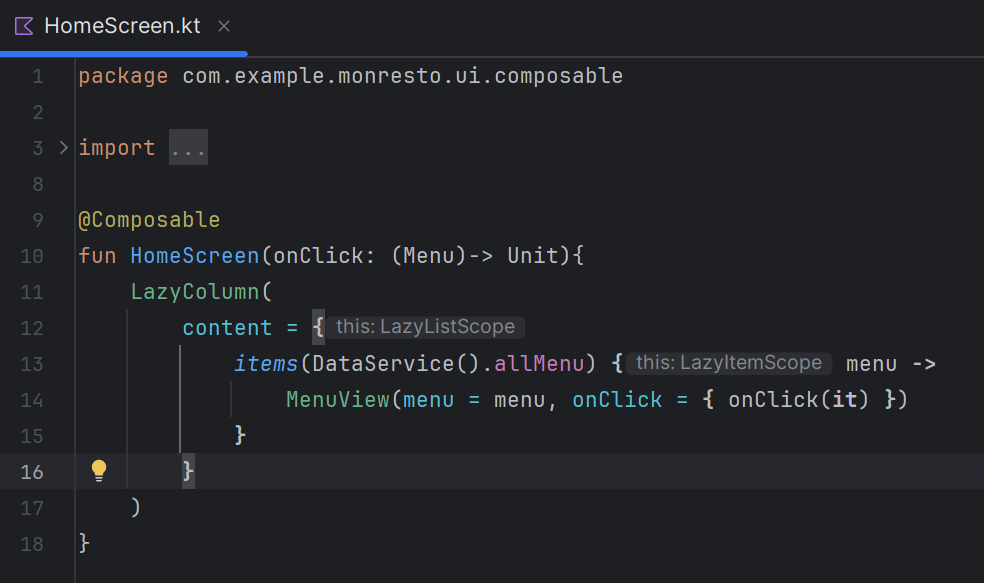 HomeScreen.kt ×
1 package com.example.monresto.ui.composable
2
3 import ...
8
9 @Composable
10 fun HomeScreen(onClick: (Menu)-> Unit){
11     LazyColumn(
12         content = { this: LazyListScope
13             items(DataService().allMenu) { this: LazyItemScope menu ->
14                 MenuView(menu = menu, onClick = { onClick(it) })
15             }
16         }
17     )
18 }